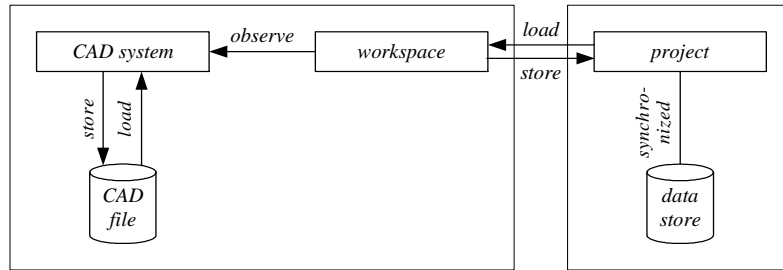 CAD system
observe
workspace
load
store
project
store
load
synchro-
nized
CAD
file
data
store